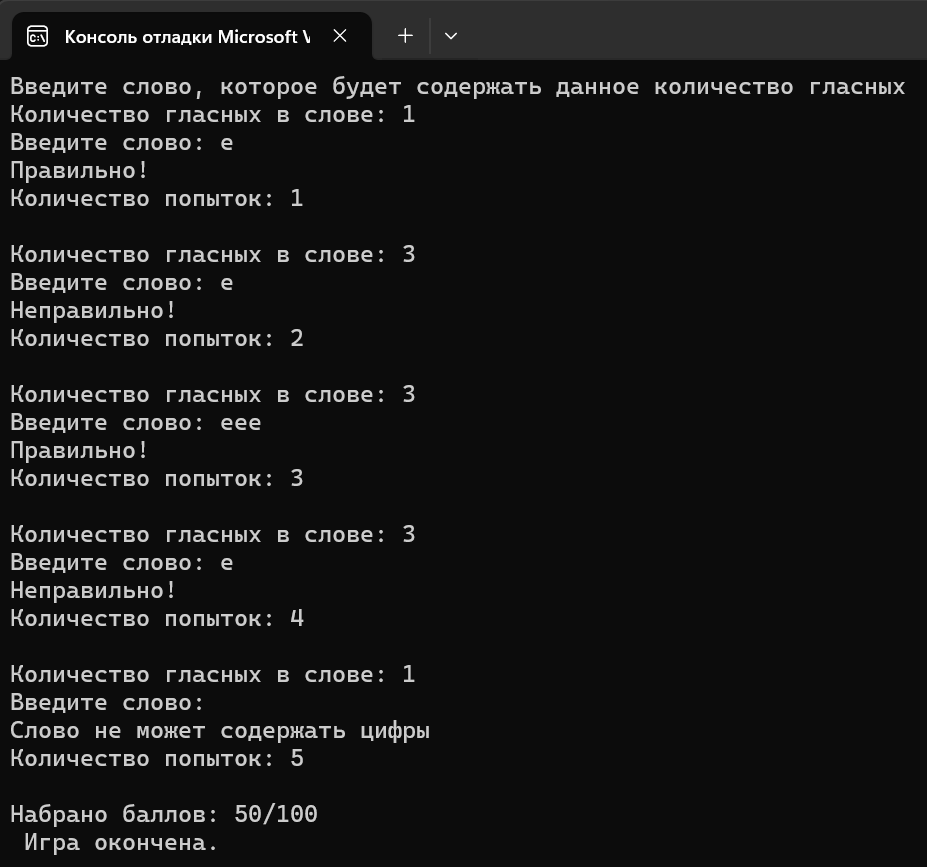 Консоль отладки Microsoft V
Введите слово, которое будет содержать данное количество гласных
Количество гласных в слове: 1
Введите слово: е
Правильно!
Количество попыток: 1
Количество гласных в слове: 3
Введите слово: е
Неправильно!
Количество попыток: 2
Количество гласных в слове: 3
Введите слово: еее
Правильно!
Количество попыток: 3
Количество гласных в слове: 3
Введите слово: е
Неправильно!
Количество попыток: 4
Количество гласных в слове: 1
Введите слово:
Слово не может содержать цифры
Количество попыток: 5
Набрано баллов: 50/100
Игра окончена.